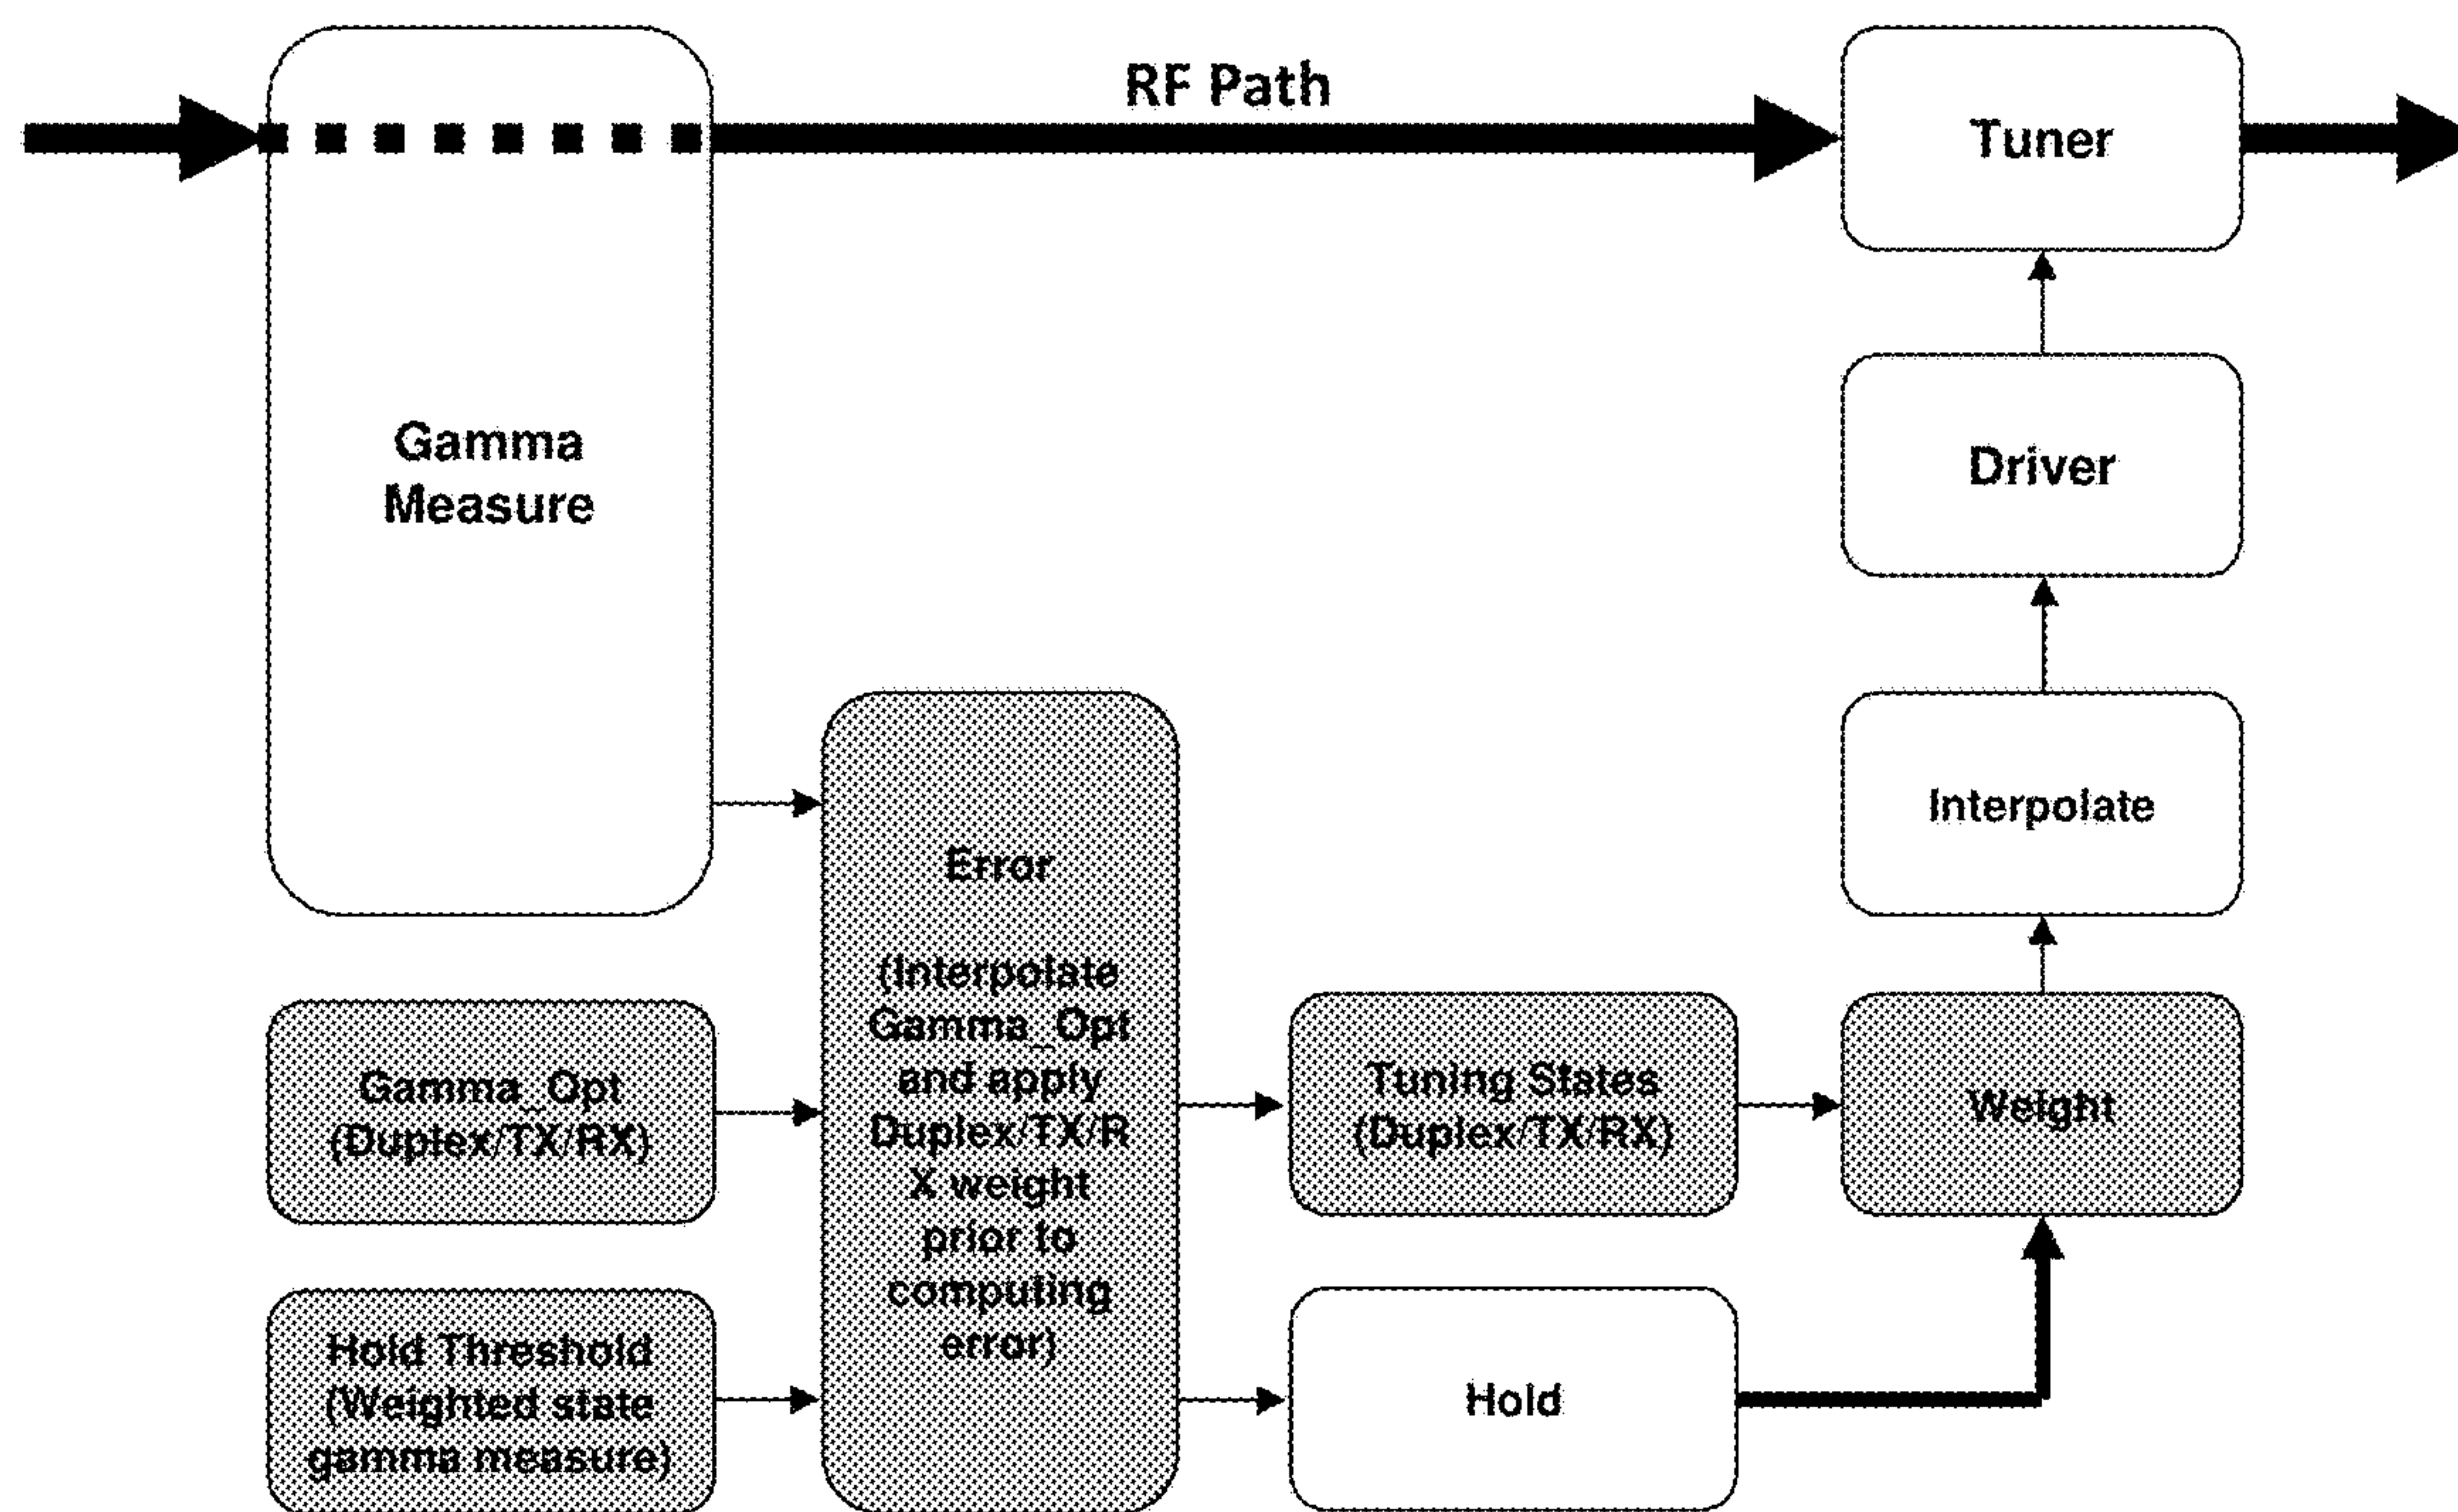 RF Path
Tuner
Gamma
Measure
Driver
Interpolate
Error
(Interpolate
Gamma_Opt
and apply
Duplex/TX/R
X weight
prior to
computing
error)
Gamma_Opt
(Duplex/TX/RX)
Tuning States
(Duplex/TX/RX)
Weight
Hold Threshold
(Weighted state
gamma measure)
Hold